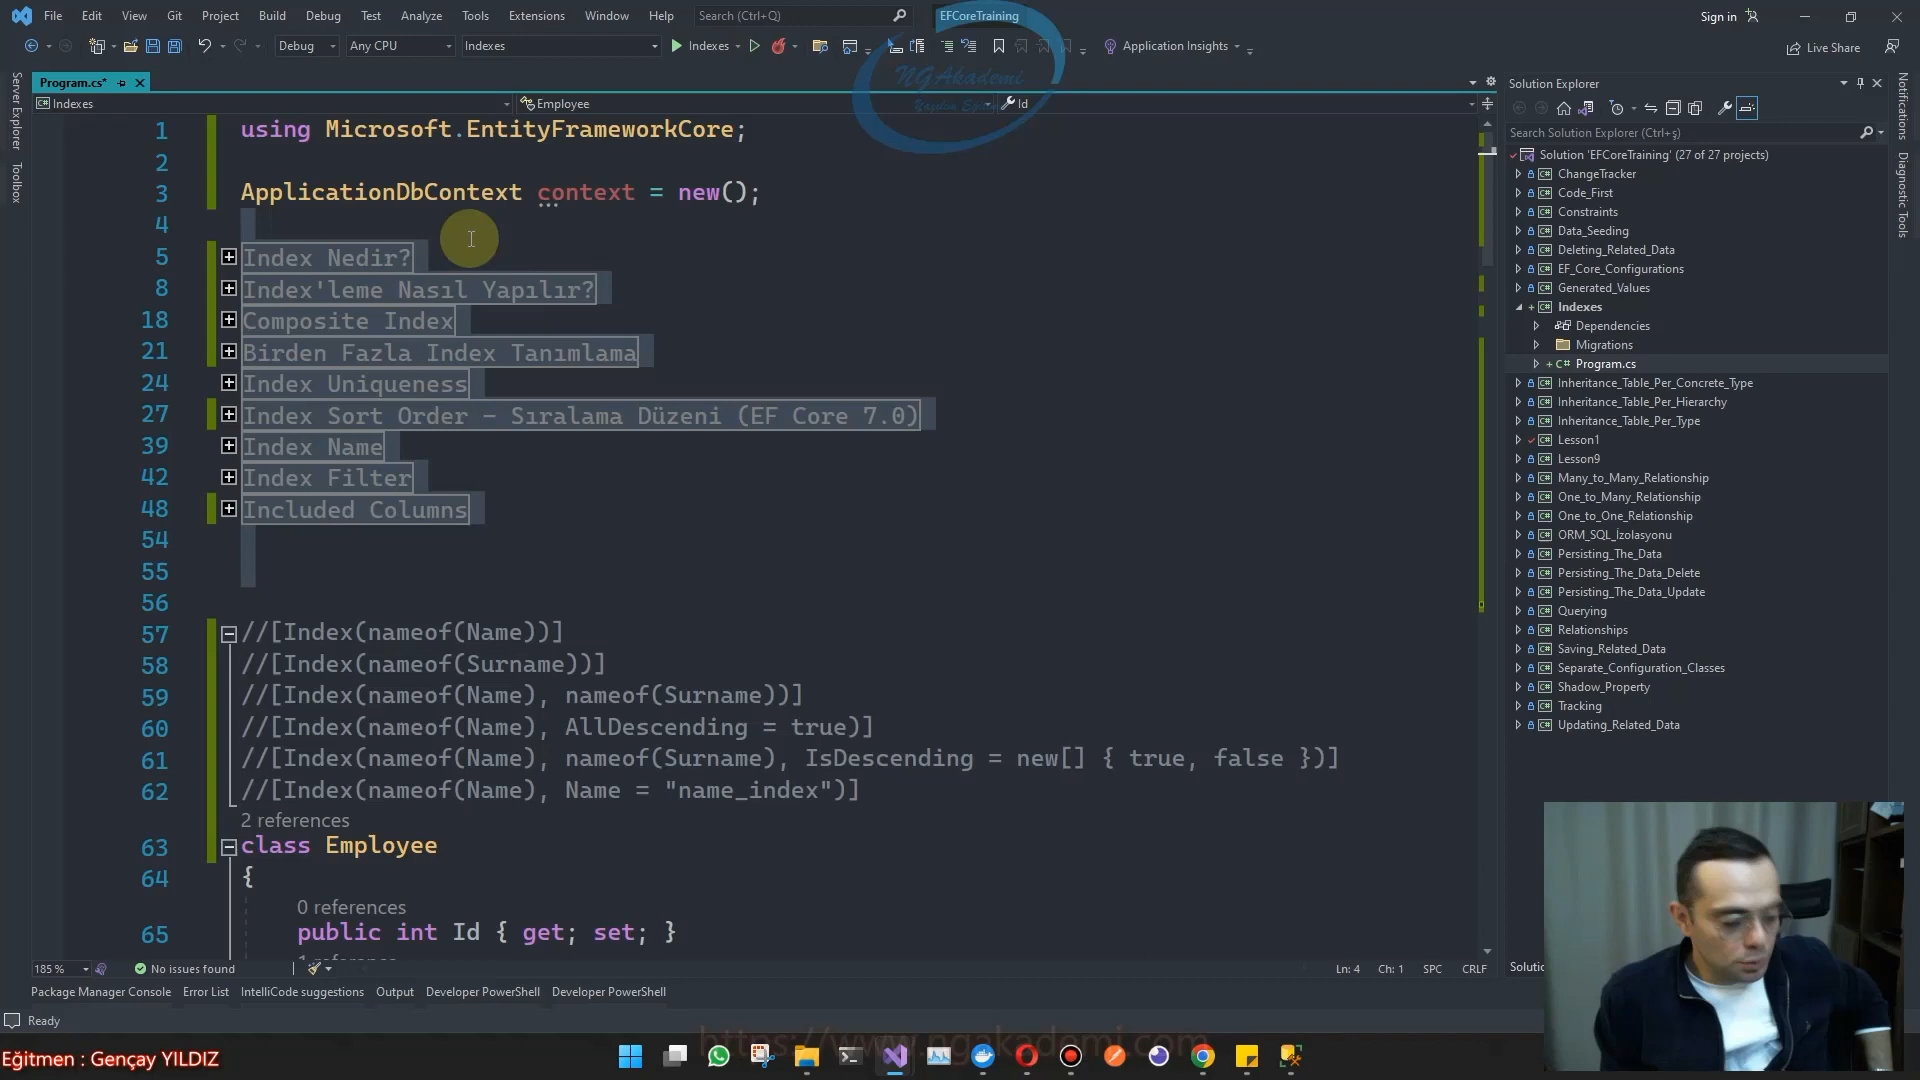 File Edit View Git Project Build Debug Test Analyze Tools Extensions Window Help Search (Ctrl+Q) EFCoreTraining Sign in
Debug Any CPU Indexes Indexes Application Insights Live Share
NGAkademi
Server Explorer
Toolbox
Program.cs*
Indexes Employee Id
1 using Microsoft.EntityFrameworkCore;
2
3 ApplicationDbContext context = new();
4
5 Index Nedir?
8 Index'leme Nasıl Yapılır?
18 Composite Index
21 Birden Fazla Index Tanımlama
24 Index Uniqueness
27 Index Sort Order - Sıralama Düzeni (EF Core 7.0)
39 Index Name
42 Index Filter
48 Included Columns
54
55
56
57 //[Index(nameof(Name))]
58 //[Index(nameof(Surname))]
59 //[Index(nameof(Name), nameof(Surname))]
60 //[Index(nameof(Name), AllDescending = true)]
61 //[Index(nameof(Name), nameof(Surname), IsDescending = new[] { true, false })]
62 //[Index(nameof(Name), Name = "name_index")]
2 references
63 class Employee
64 {
0 references
65 public int Id { get; set; }
185 % No issues found Ln: 4 Ch: 1 SPC CRLF
Package Manager Console Error List IntelliCode suggestions Output Developer PowerShell Developer PowerShell
Ready
Solution Explorer
Search Solution Explorer (Ctrl+ş)
Solution 'EFCoreTraining' (27 of 27 projects)
ChangeTracker
Code_First
Constraints
Data_Seeding
Deleting_Related_Data
EF_Core_Configurations
Generated_Values
Indexes
Dependencies
Migrations
C# Program.cs
Inheritance_Table_Per_Concrete_Type
Inheritance_Table_Per_Hierarchy
Inheritance_Table_Per_Type
Lesson1
Lesson9
Many_to_Many_Relationship
One_to_Many_Relationship
One_to_One_Relationship
ORM_SQL_İzolasyonu
Persisting_The_Data
Persisting_The_Data_Delete
Persisting_The_Data_Update
Querying
Relationships
Saving_Related_Data
Separate_Configuration_Classes
Shadow_Property
Tracking
Updating_Related_Data
Notifications
Diagnostic Tools
Eğitmen : Gençay YILDIZ